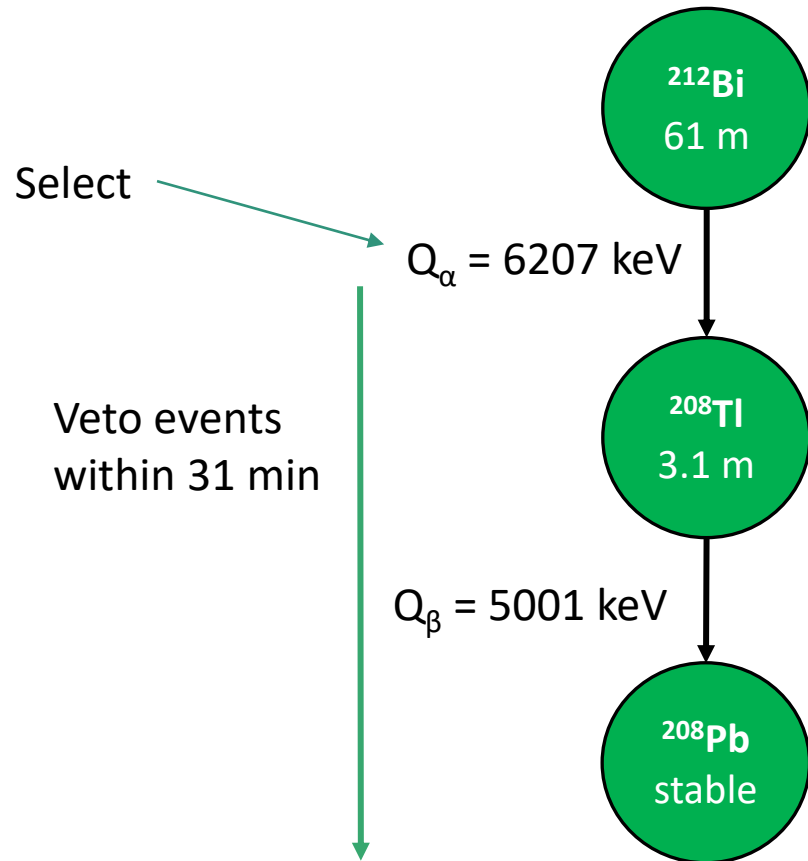 ²¹²Bi
61 m
Select
Qα = 6207 keV
²⁰⁸Tl
3.1 m
Veto events
within 31 min
Qβ = 5001 keV
²⁰⁸Pb
stable